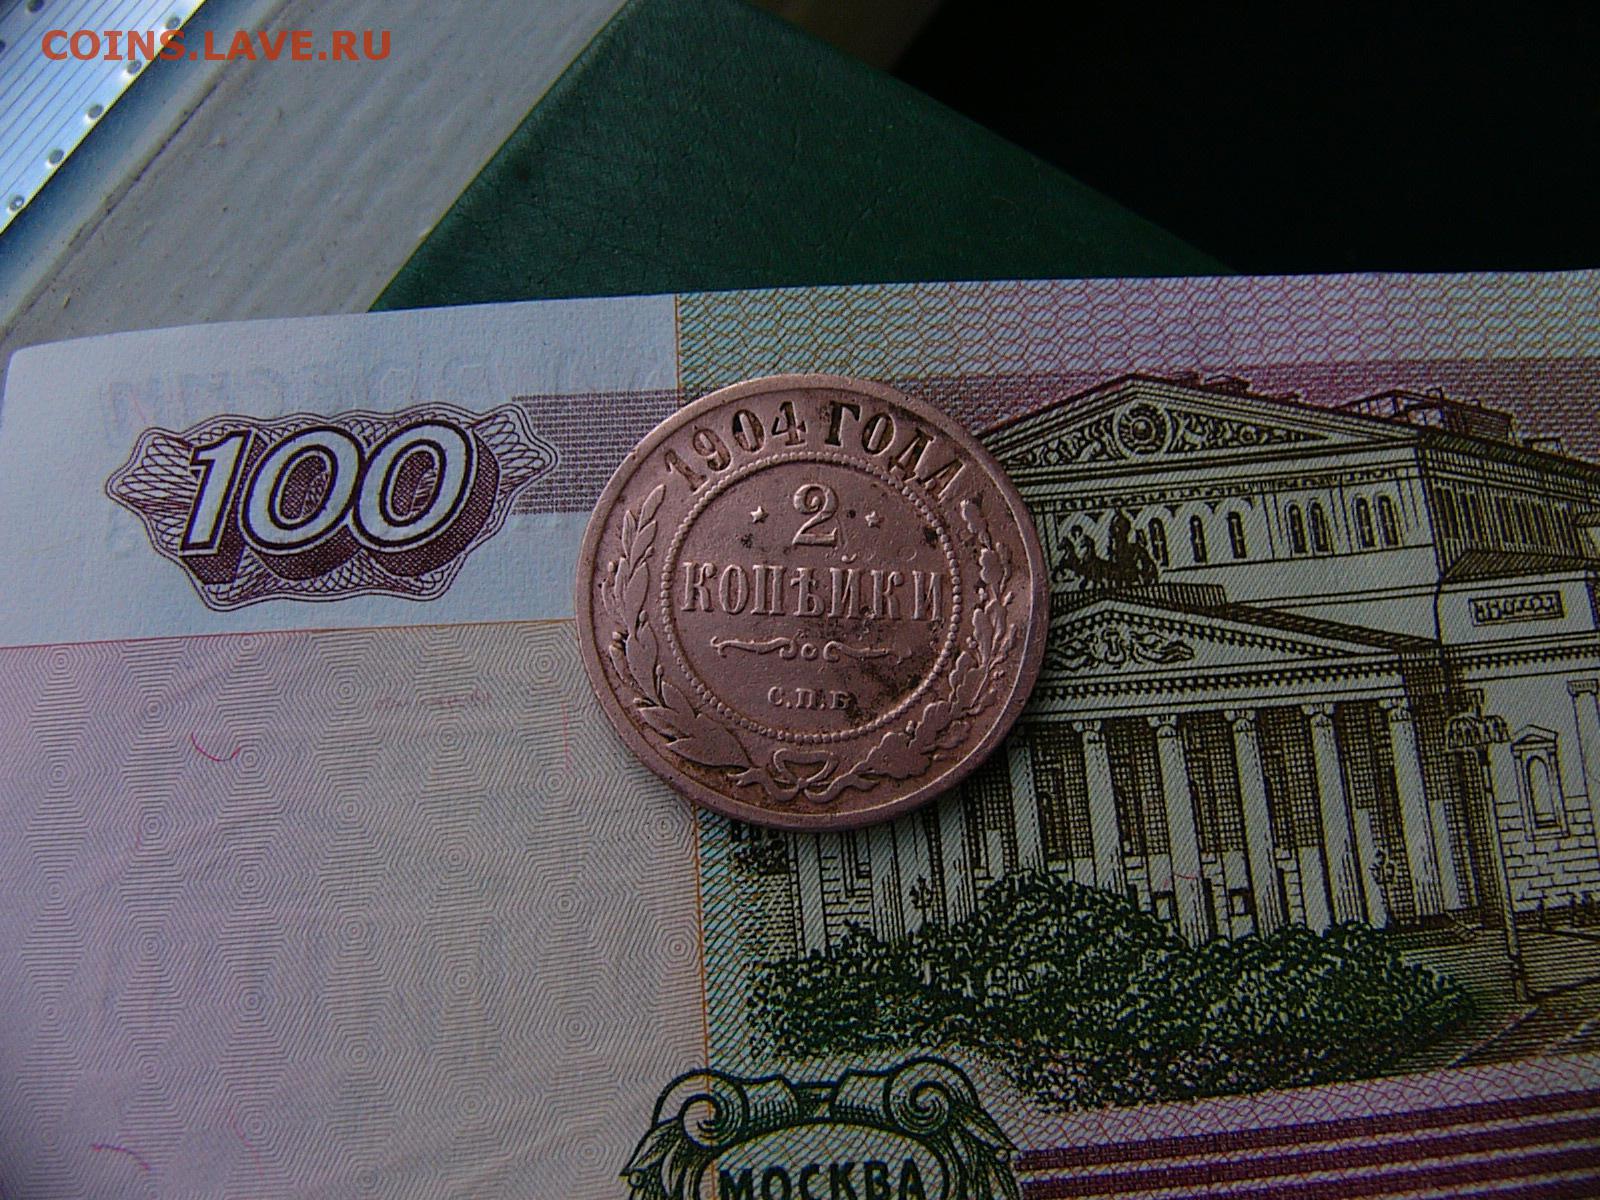 COINS.LAVE.RU
100
1904 ГОДА
2
КОПѢЙКИ
С.П.Б
МОСКВА